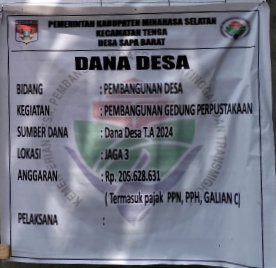 PEMERINTAH KABUPATEN MINAHASA SELATAN
KECAMATAN TENGA
DESA SAPA BARAT
DANA DESA
BIDANG : PEMBANGUNAN DESA
KEGIATAN : PEMBANGUNAN GEDUNG PERPUSTAKAAN
SUMBER DANA : Dana Desa T.A 2024
LOKASI : JAGA 3
ANGGARAN : Rp. 205.628.631
( Termasuk pajak PPN, PPH, GALIAN C)
PELAKSANA :